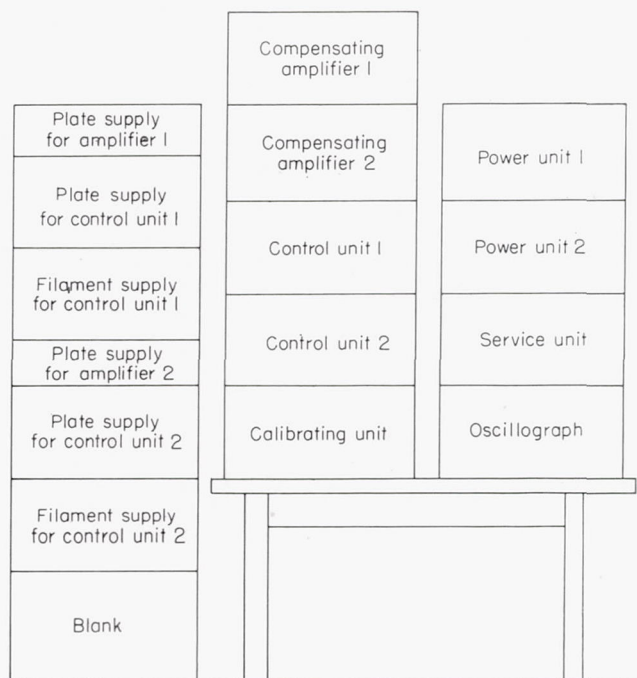 Plate supply
for amplifier 1
Plate supply
for control unit 1
Filament supply
for control unit 1
Plate supply
for amplifier 2
Plate supply
for control unit 2
Filament supply
for control unit 2
Blank
Compensating
amplifier 1
Compensating
amplifier 2
Control unit 1
Control unit 2
Calibrating unit
Power unit 1
Power unit 2
Service unit
Oscillograph